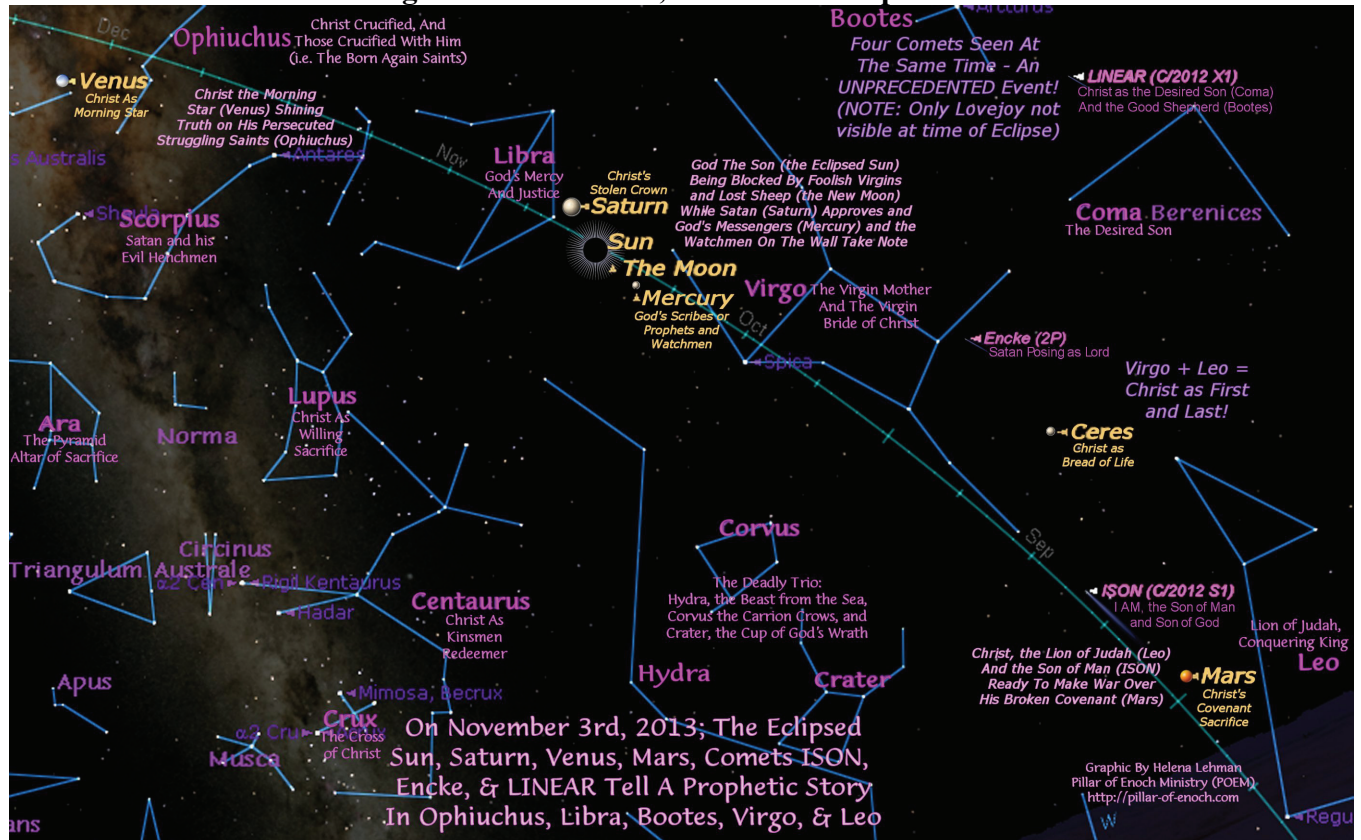 Dec
Ophiuchus
Christ Crucified, And
Those Crucified With Him
(i.e. The Born Again Saints)
Bootes
Arcturus
Four Comets Seen At
The Same Time - An
UNPRECEDENTED Event!
(NOTE: Only Lovejoy not
visible at time of Eclipse)
LINEAR (C/2012 X1)
Christ as the Desired Son (Coma)
And the Good Shepherd (Bootes)
Venus
Christ As
Morning Star
Christ the Morning
Star (Venus) Shining
Truth on His Persecuted
Struggling Saints (Ophiuchus)
s Australis
Antares
Nov
Libra
God's Mercy
And Justice
Christ's
Stolen Crown
Saturn
God The Son (the Eclipsed Sun)
Being Blocked By Foolish Virgins
and Lost Sheep (the New Moon)
While Satan (Saturn) Approves and
God's Messengers (Mercury) and the
Watchmen On The Wall Take Note
Shaula
Scorpius
Satan and his
Evil Henchmen
Coma Berenices
The Desired Son
Sun
The Moon
Mercury
God's Scribes or
Prophets and
Watchmen
Virgo
The Virgin Mother
And The Virgin
Bride of Christ
Oct
Spica
Encke (2P)
Satan Posing as Lord
Virgo + Leo =
Christ as First
and Last!
Lupus
Christ As
Willing
Sacrifice
Ara
The Pyramid
Altar of Sacrifice
Norma
Ceres
Christ as
Bread of Life
Corvus
Sep
Circinus
Triangulum Australe
α2 Cen
Rigil Kentaurus
Hadar
Centaurus
Christ As
Kinsmen
Redeemer
The Deadly Trio:
Hydra, the Beast from the Sea,
Corvus the Carrion Crows, and
Crater, the Cup of God's Wrath
ISON (C/2012 S1)
I AM, the Son of Man
and Son of God
Lion of Judah,
Conquering King
Leo
Christ, the Lion of Judah (Leo)
And the Son of Man (ISON)
Ready To Make War Over
His Broken Covenant (Mars)
Mars
Christ's
Covenant
Sacrifice
Hydra
Crater
Apus
Mimosa, Becrux
Crux
α2 Cru
The Cross
of Christ
Musca
On November 3rd, 2013; The Eclipsed
Sun, Saturn, Venus, Mars, Comets ISON,
Encke, & LINEAR Tell A Prophetic Story
In Ophiuchus, Libra, Bootes, Virgo, & Leo
Graphic By Helena Lehman
Pillar of Enoch Ministry (POEM)
http://pillar-of-enoch.com
W
Regu
ans